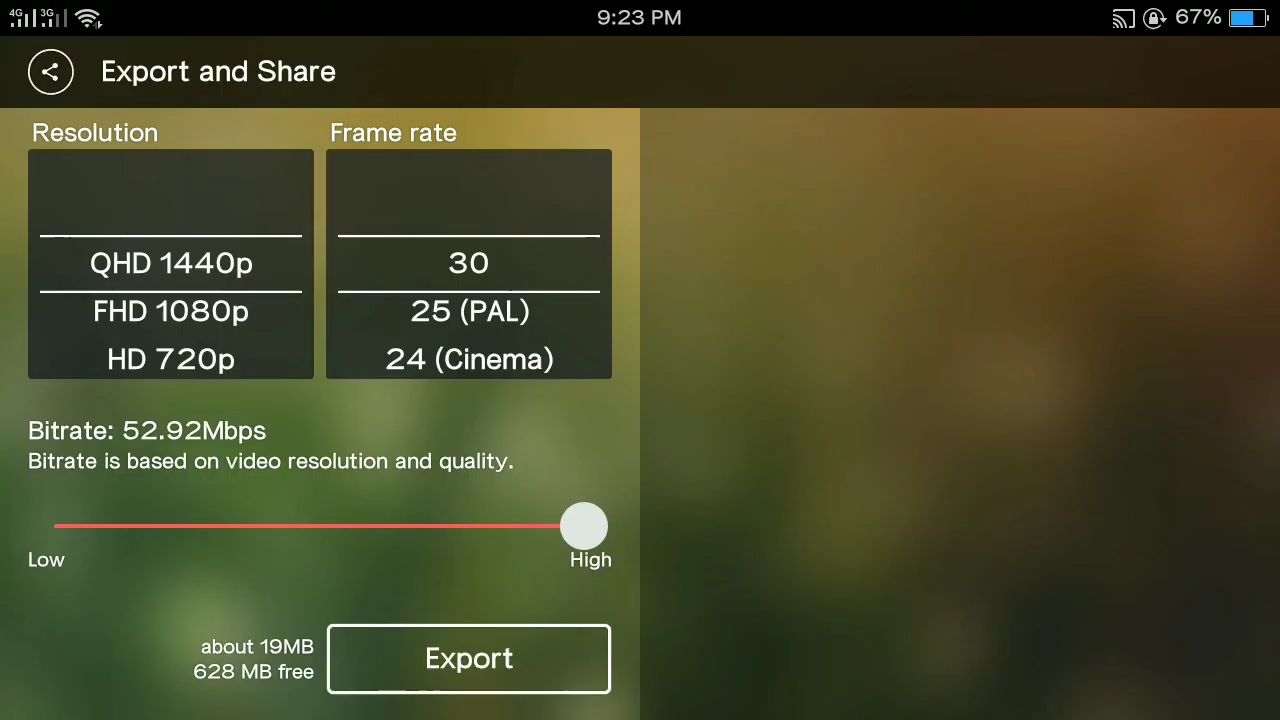 4G 3G 9:23 PM 67%
Export and Share
Resolution Frame rate
QHD 1440p 30
FHD 1080p 25 (PAL)
HD 720p 24 (Cinema)
Bitrate: 52.92Mbps
Bitrate is based on video resolution and quality.
Low High
about 19MB
628 MB free
Export